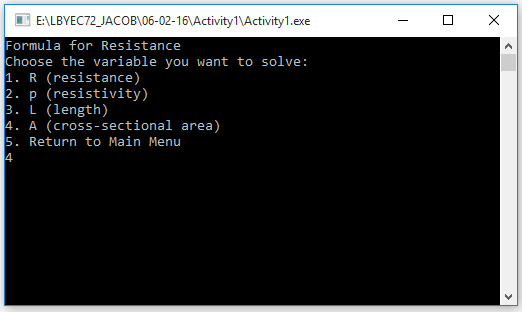 E:\LBYEC72_JACOB\06-02-16\Activity1\Activity1.exe
Formula for Resistance
Choose the variable you want to solve:
1. R (resistance)
2. p (resistivity)
3. L (length)
4. A (cross-sectional area)
5. Return to Main Menu
4